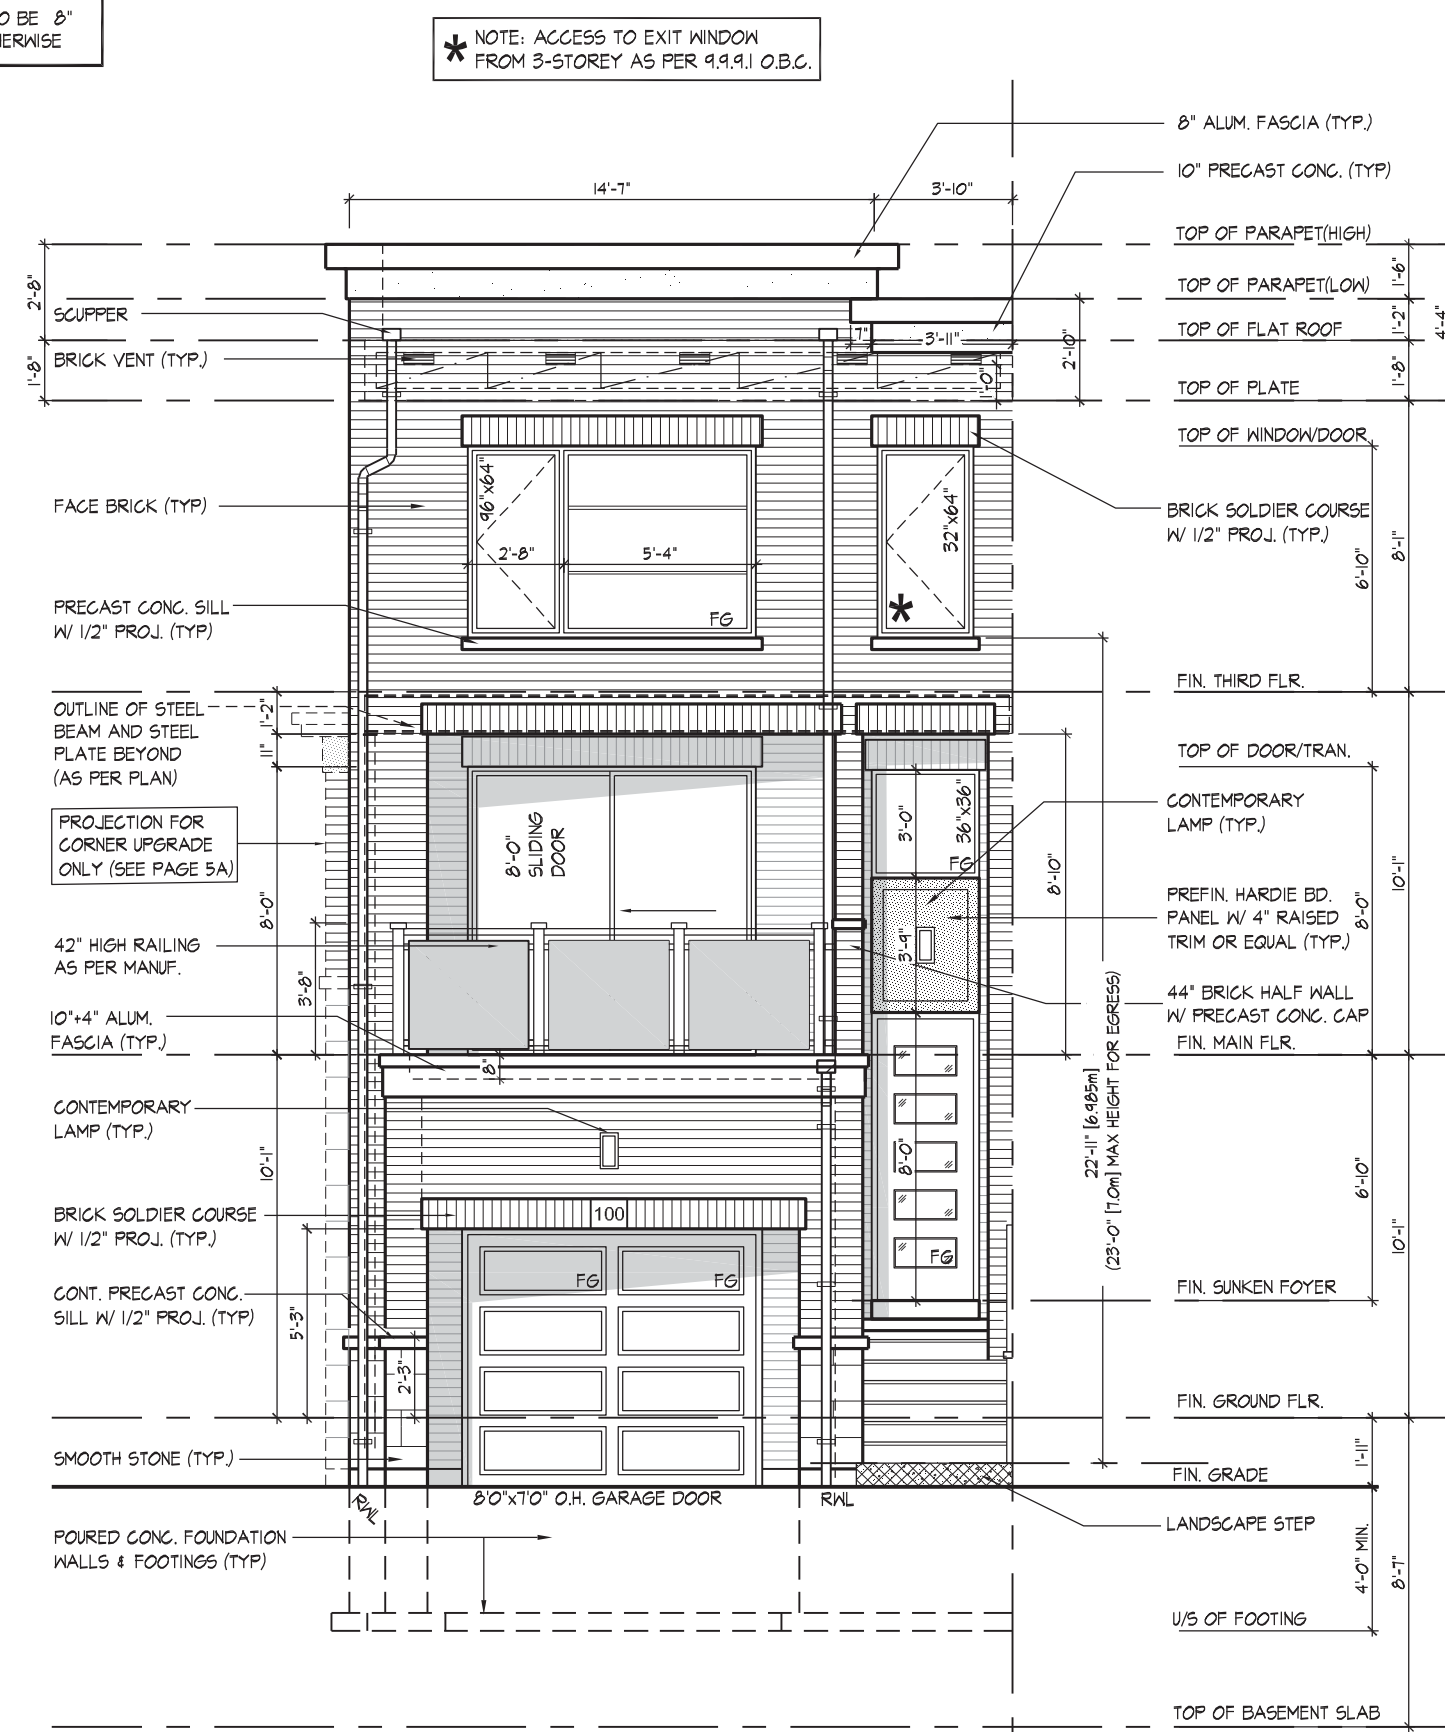 O BE 8"
HERWISE
* NOTE: ACCESS TO EXIT WINDOW
FROM 3-STOREY AS PER 9.9.9.1 O.B.C.
8" ALUM. FASCIA (TYP.)
10" PRECAST CONC. (TYP)
14'-7"
3'-10"
TOP OF PARAPET(HIGH)
1'-6"
TOP OF PARAPET(LOW)
2'-8"
SCUPPER
7"
3'-11"
TOP OF FLAT ROOF
1'-2"
4'-4"
2'-10"
BRICK VENT (TYP.)
1'-8"
1'-0"
TOP OF PLATE
1'-8"
TOP OF WINDOW/DOOR
96"x64"
32"x64"
FACE BRICK (TYP)
BRICK SOLDIER COURSE
W/ 1/2" PROJ. (TYP.)
2'-8"
5'-4"
6'-10"
8'-1"
PRECAST CONC. SILL
W/ 1/2" PROJ. (TYP)
FG
*
FIN. THIRD FLR.
OUTLINE OF STEEL
BEAM AND STEEL
PLATE BEYOND
(AS PER PLAN)
1'-2"
11"
TOP OF DOOR/TRAN.
PROJECTION FOR
CORNER UPGRADE
ONLY (SEE PAGE 5A)
8'-0"
SLIDING
DOOR
3'-0"
36"x36"
FG
CONTEMPORARY
LAMP (TYP.)
8'-10"
10'-1"
8'-0"
PREFIN. HARDIE BD.
PANEL W/ 4" RAISED
TRIM OR EQUAL (TYP.)
8'-0"
3'-9"
42" HIGH RAILING
AS PER MANUF.
3'-8"
44" BRICK HALF WALL
W/ PRECAST CONC. CAP
10"+4" ALUM.
FASCIA (TYP.)
FIN. MAIN FLR.
8"
CONTEMPORARY
LAMP (TYP.)
10'-1"
8'-0"
22'-11" [6.985m]
(23'-0" [7.0m] MAX HEIGHT FOR EGRESS)
6'-10"
10'-1"
BRICK SOLDIER COURSE
W/ 1/2" PROJ. (TYP.)
100
FG
FG
FG
FIN. SUNKEN FOYER
CONT. PRECAST CONC.
SILL W/ 1/2" PROJ. (TYP)
5'-3"
2'-3"
FIN. GROUND FLR.
SMOOTH STONE (TYP.)
1'-11"
FIN. GRADE
RWL
8'0"x7'0" O.H. GARAGE DOOR
RWL
LANDSCAPE STEP
POURED CONC. FOUNDATION
WALLS & FOOTINGS (TYP)
4'-0" MIN.
8'-7"
U/S OF FOOTING
TOP OF BASEMENT SLAB